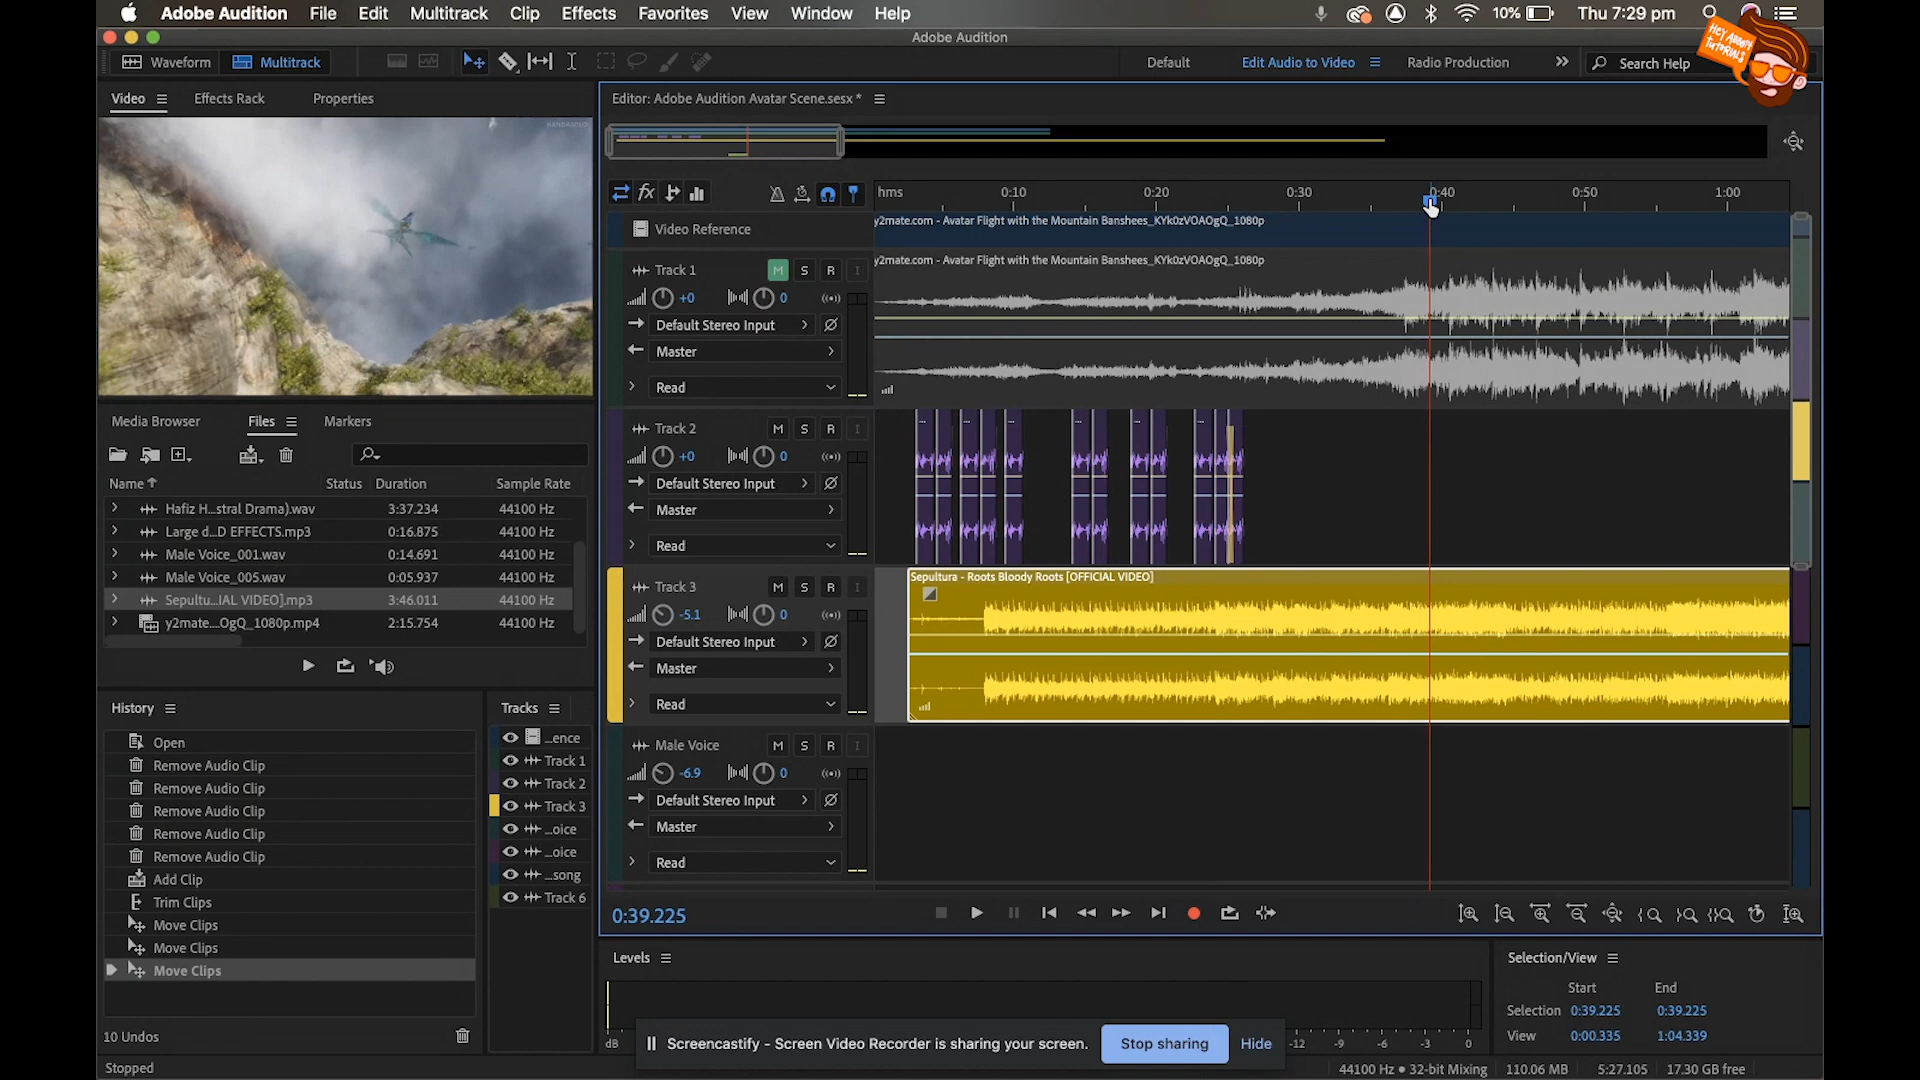 Adobe Audition File Edit Multitrack Clip Effects Favorites View Window Help
10% Thu 7:29 pm
Adobe Audition
HEY ABBOTT TUTORIALS
Waveform Multitrack
Default Edit Audio to Video Radio Production Search Help
Video Effects Rack Properties
Editor: Adobe Audition Avatar Scene.sesx *
hms 0:10 0:20 0:30 0:40 0:50 1:00
Video Reference
y2mate.com - Avatar Flight with the Mountain Banshees_KYk0zVOAOgQ_1080p
Track 1 M S R I
y2mate.com - Avatar Flight with the Mountain Banshees_KYk0zVOAOgQ_1080p
+0 0
Default Stereo Input
Master
Read
Media Browser Files Markers
Name Status Duration Sample Rate
Hafiz H...stral Drama).wav 3:37.234 44100 Hz
Large d...D EFFECTS.mp3 0:16.875 44100 Hz
Male Voice_001.wav 0:14.691 44100 Hz
Male Voice_005.wav 0:05.937 44100 Hz
Sepultu...IAL VIDEO].mp3 3:46.011 44100 Hz
y2mate....OgQ_1080p.mp4 2:15.754 44100 Hz
Track 2 M S R I
+0 0
Default Stereo Input
Master
Read
Track 3 M S R I
Sepultura - Roots Bloody Roots [OFFICIAL VIDEO]
-5.1 0
Default Stereo Input
Master
Read
Male Voice M S R I
-6.9 0
Default Stereo Input
Master
Read
History
Open
Remove Audio Clip
Remove Audio Clip
Remove Audio Clip
Remove Audio Clip
Remove Audio Clip
Add Clip
Trim Clips
Move Clips
Move Clips
Move Clips
10 Undos
Stopped
Tracks
...ence
Track 1
Track 2
Track 3
...oice
...oice
...song
Track 6
0:39.225
Levels
dB -12 -9 -6 -3 0
Screencastify - Screen Video Recorder is sharing your screen. Stop sharing Hide
Selection/View
Start End
Selection 0:39.225 0:39.225
View 0:00.335 1:04.339
44100 Hz • 32-bit Mixing 110.06 MB 5:27.105 17.30 GB free